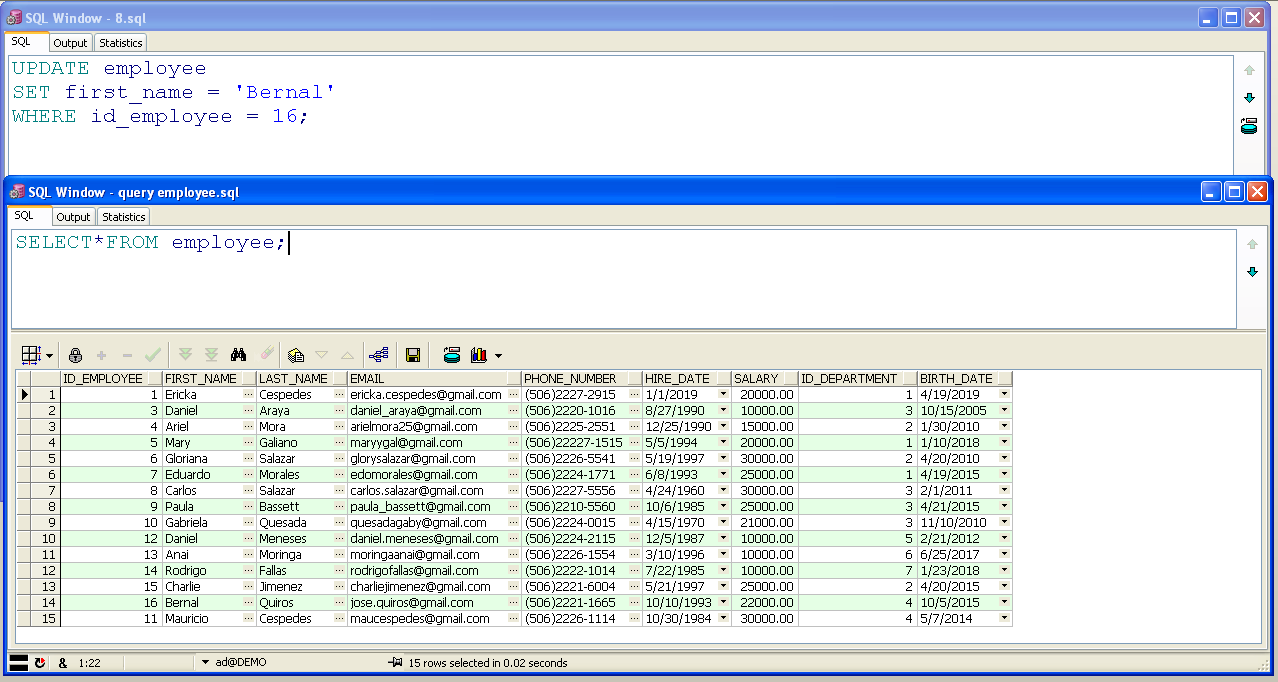 SQL Window - 8.sql
SQL Output Statistics
UPDATE employee
SET first_name = 'Bernal'
WHERE id_employee = 16;
SQL Window - query employee.sql
SQL Output Statistics
SELECT*FROM employee;
ID_EMPLOYEE FIRST_NAME LAST_NAME EMAIL PHONE_NUMBER HIRE_DATE SALARY ID_DEPARTMENT BIRTH_DATE
1 1 Ericka Cespedes ericka.cespedes@gmail.com (506)2227-2915 1/1/2019 20000.00 1 4/19/2019
2 3 Daniel Araya daniel_araya@gmail.com (506)2220-1016 8/27/1990 10000.00 3 10/15/2005
3 4 Ariel Mora arielmora25@gmail.com (506)2225-2551 12/25/1990 15000.00 2 1/30/2010
4 5 Mary Galiano maryygal@gmail.com (506)22227-1515 5/5/1994 20000.00 1 1/10/2018
5 6 Gloriana Salazar glorysalazar@gmail.com (506)2226-5541 5/19/1997 30000.00 2 4/20/2010
6 7 Eduardo Morales edomorales@gmail.com (506)2224-1771 6/8/1993 25000.00 1 4/19/2015
7 8 Carlos Salazar carlos.salazar@gmail.com (506)2227-5556 4/24/1960 30000.00 3 2/1/2011
8 9 Paula Bassett paula_bassett@gmail.com (506)2210-5560 10/6/1985 25000.00 3 4/21/2015
9 10 Gabriela Quesada quesadagaby@gmail.com (506)2224-0015 4/15/1970 21000.00 3 11/10/2010
10 12 Daniel Meneses daniel.meneses@gmail.com (506)2224-2115 12/5/1987 10000.00 5 2/21/2012
11 13 Anai Moringa moringaanai@gmail.com (506)2226-1554 3/10/1996 10000.00 6 6/25/2017
12 14 Rodrigo Fallas rodrigofallas@gmail.com (506)2222-1014 7/22/1985 10000.00 7 1/23/2018
13 15 Charlie Jimenez charliejimenez@gmail.com (506)2221-6004 5/21/1997 25000.00 2 4/20/2015
14 16 Bernal Quiros jose.quiros@gmail.com (506)2221-1665 10/10/1993 22000.00 4 10/5/2015
15 11 Mauricio Cespedes maucespedes@gmail.com (506)2226-1114 10/30/1984 30000.00 4 5/7/2014
& 1:22 ad@DEMO 15 rows selected in 0.02 seconds